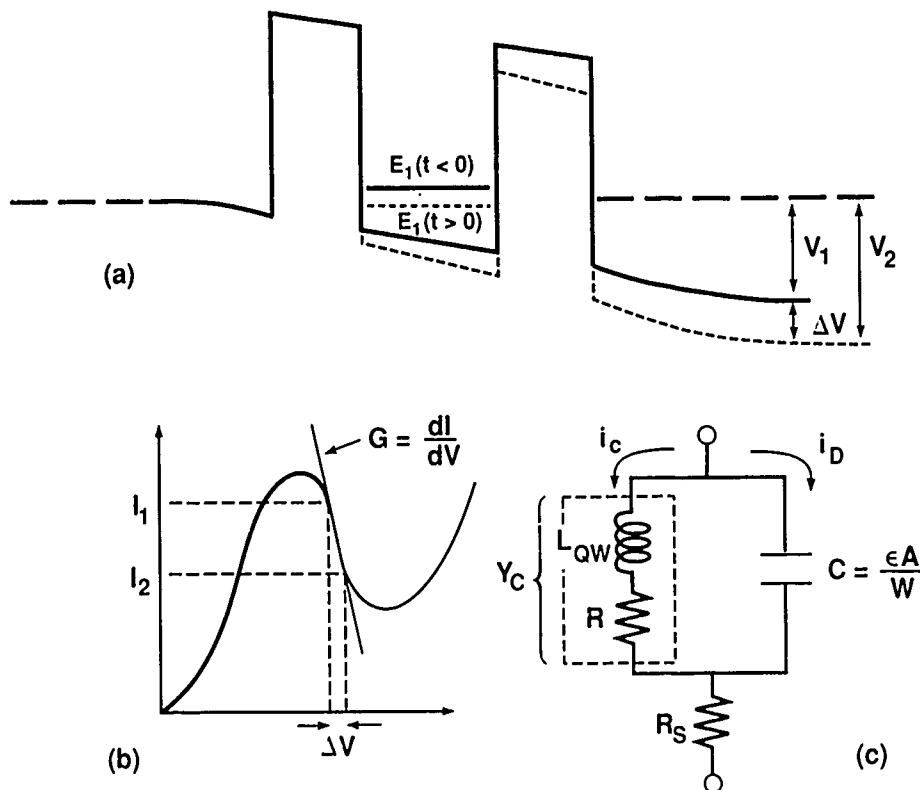 E₁(t < 0)
E₁(t > 0)
V₁
V₂
ΔV
(a)
G = dI/dV
I₁
I₂
ΔV
(b)
i_c
i_D
L_QW
Y_C
R
C = ϵA/W
R_S
(c)